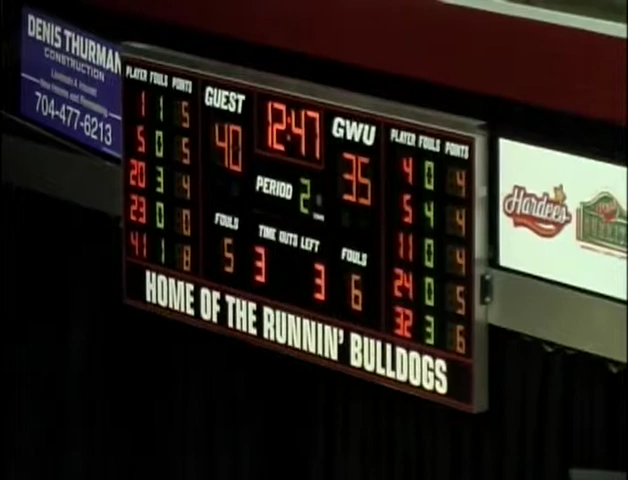 DENIS THURMAN
CONSTRUCTION
704-477-6213
PLAYER FOULS POINTS
1 1 5
5 0 5
20 3 4
23 0 0
41 1 8
GUEST
40
12:47
GWU
35
PERIOD 2
FOULS
5
TIME OUTS LEFT
3 3
FOULS
6
PLAYER FOULS POINTS
4 0 4
5 4 4
11 0 4
24 0 5
32 3 6
HOME OF THE RUNNIN' BULLDOGS
Hardee's